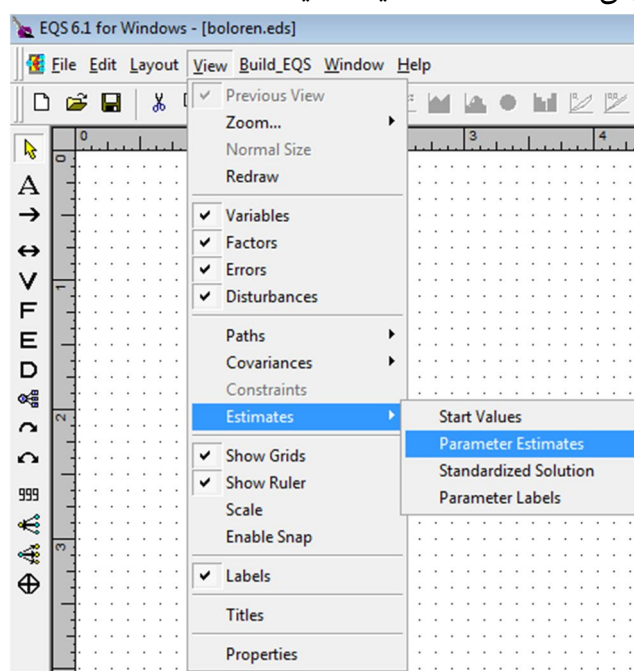 EQS 6.1 for Windows - [boloren.eds]
File Edit Layout View Build_EQS Window Help
Previous View
Zoom...
Normal Size
Redraw
Variables
Factors
Errors
Disturbances
Paths
Covariances
Constraints
Estimates
Start Values
Parameter Estimates
Standardized Solution
Parameter Labels
Show Grids
Show Ruler
Scale
Enable Snap
Labels
Titles
Properties
0 3 4
0
1
2
3
A
V
F
E
D
999